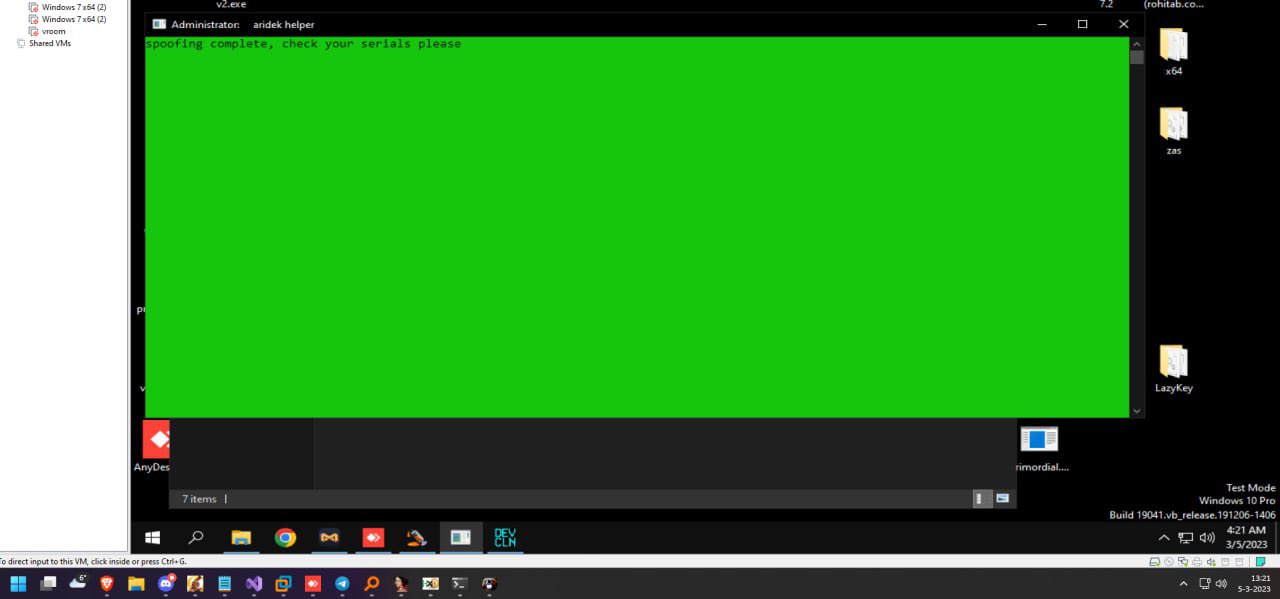 Windows 7 x64 (2)
v2.exe
7.2
(rohitab.co...
Windows 7 x64 (2)
vroom
Shared VMs
Administrator: aridek helper
spoofing complete, check your serials please
x64
zas
LazyKey
AnyDes
rimordial....
7 items
Test Mode
Windows 10 Pro
Build 19041.vb_release.191206-1406
DEV
CLN
4:21 AM
3/5/2023
To direct input to this VM, click inside or press Ctrl+G.
6°
13:21
5-3-2023